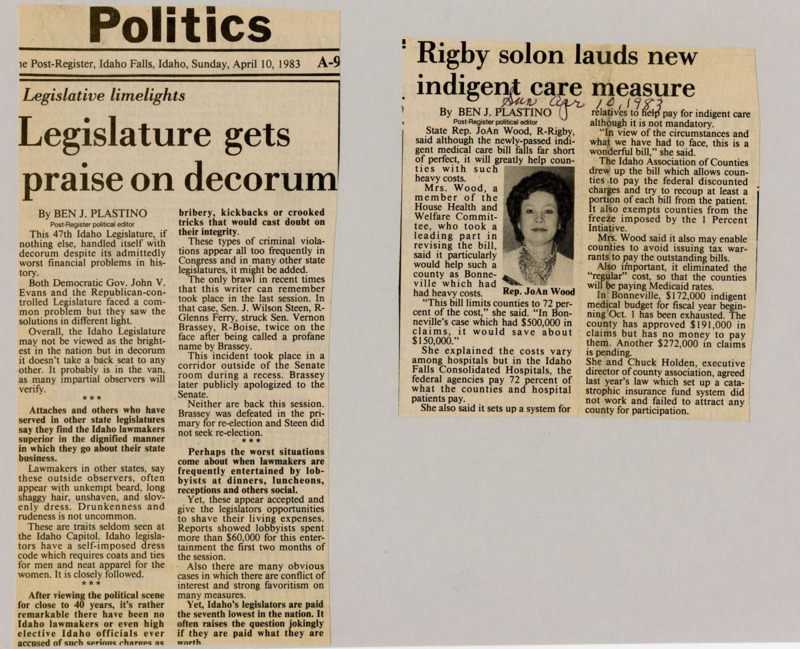 Politics
he Post-Register, Idaho Falls, Idaho, Sunday, April 10, 1983 A-9
Legislative limelights
Legislature gets
praise on decorum
By BEN J. PLASTINO
Post-Register political editor
This 47th Idaho Legislature, if
nothing else, handled itself with
decorum despite its admittedly
worst financial problems in his-
tory.
Both Democratic Gov. John V.
Evans and the Republican-con-
trolled Legislature faced a com-
mon problem but they saw the
solutions in different light.
Overall, the Idaho Legislature
may not be viewed as the bright-
est in the nation but in decorum
it doesn't take a back seat to any
other. It probably is in the van,
as many impartial observers will
verify.
* * *
Attaches and others who have
served in other state legislatures
say they find the Idaho lawmakers
superior in the dignified manner
in which they go about their state
business.
Lawmakers in other states, say
these outside observers, often
appear with unkempt beard, long
shaggy hair, unshaven, and slov-
enly dress. Drunkenness and
rudeness is not uncommon.
These are traits seldom seen at
the Idaho Capitol. Idaho legisla-
tors have a self-imposed dress
code which requires coats and ties
for men and neat apparel for the
women. It is closely followed.
* * *
After viewing the political scene
for close to 40 years, it's rather
remarkable there have been no
Idaho lawmakers or even high
elective Idaho officials ever
accused of such serious charges as
bribery, kickbacks or crooked
tricks that would cast doubt on
their integrity.
These types of criminal viola-
tions appear all too frequently in
Congress and in many other state
legislatures, it might be added.
The only brawl in recent times
that this writer can remember
took place in the last session. In
that case, Sen. J. Wilson Steen, R-
Glenns Ferry, struck Sen. Vernon
Brassey, R-Boise, twice on the
face after being called a profane
name by Brassey.
This incident took place in a
corridor outside of the Senate
room during a recess. Brassey
later publicly apologized to the
Senate.
Neither are back this session.
Brassey was defeated in the pri-
mary for re-election and Steen did
not seek re-election.
* * *
Perhaps the worst situations
come about when lawmakers are
frequently entertained by lob-
byists at dinners, luncheons,
receptions and others social.
Yet, these appear accepted and
give the legislators opportunities
to shave their living expenses.
Reports showed lobbyists spent
more than $60,000 for this enter-
tainment the first two months of
the session.
Also there are many obvious
cases in which there are conflict of
interest and strong favoritism on
many measures.
Yet, Idaho's legislators are paid
the seventh lowest in the nation. It
often raises the question jokingly
if they are paid what they are
worth.
Rigby solon lauds new
indigent care measure
Sun Apr 10, 1983
By BEN J. PLASTINO
Post-Register political editor
State Rep. JoAn Wood, R-Rigby,
said although the newly-passed indi-
gent medical care bill falls far short
of perfect, it will greatly help coun-
ties with such
heavy costs.
Mrs. Wood, a
member of the
House Health and
Welfare Commit-
tee, who took a
leading part in
revising the bill,
said it particularly
would help such a
county as Bonne-
ville which had
had heavy costs.
Rep. JoAn Wood
"This bill limits counties to 72 per-
cent of the cost," she said. "In Bon-
neville's case which had $500,000 in
claims, it would save about
$150,000."
She explained the costs vary
among hospitals but in the Idaho
Falls Consolidated Hospitals, the
federal agencies pay 72 percent of
what the counties and hospital
patients pay.
She also said it sets up a system for
relatives to help pay for indigent care
although it is not mandatory.
"In view of the circumstances and
what we have had to face, this is a
wonderful bill," she said.
The Idaho Association of Counties
drew up the bill which allows coun-
ties to pay the federal discounted
charges and try to recoup at least a
portion of each bill from the patient.
It also exempts counties from the
freeze imposed by the 1 Percent
Intiative.
Mrs. Wood said it also may enable
counties to avoid issuing tax war-
rants to pay the outstanding bills.
Also important, it eliminated the
"regular" cost, so that the counties
will be paying Medicaid rates.
In Bonneville, $172,000 indigent
medical budget for fiscal year begin-
ning Oct. 1 has been exhausted. The
county has approved $191,000 in
claims but has no money to pay
them. Another $272,000 in claims
is pending.
She and Chuck Holden, executive
director of county association, agreed
last year's law which set up a cata-
strophic insurance fund system did
not work and failed to attract any
county for participation.